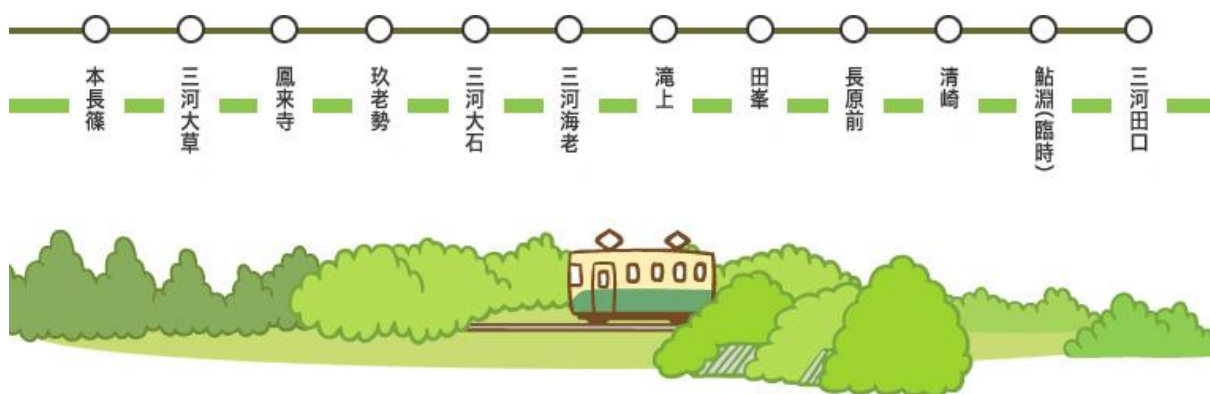 本長篠
三河大草
鳳来寺
玖老勢
三河大石
三河海老
滝上
田峯
長原前
清崎
鮎淵(臨時)
三河田口